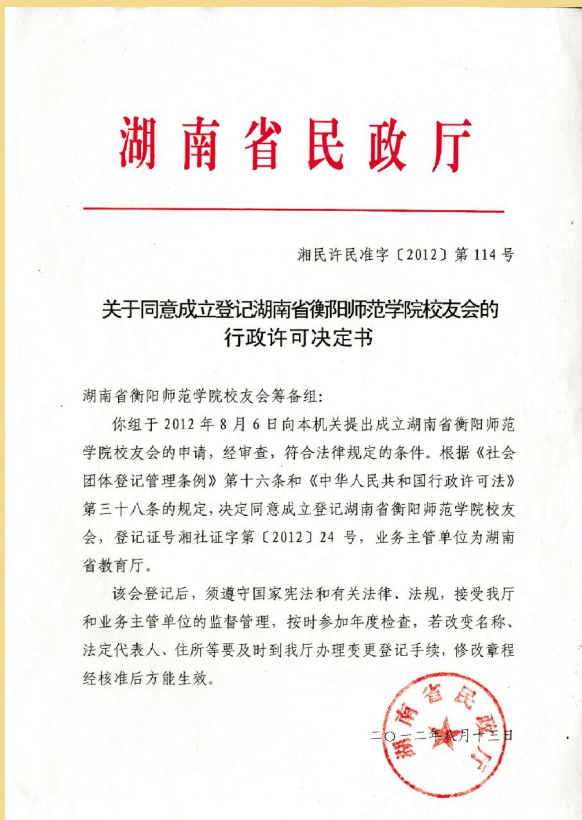 湖南省民政厅
湘民许民准字〔2012〕第 114 号
关于同意成立登记湖南省衡阳师范学院校友会的
行政许可决定书
湖南省衡阳师范学院校友会筹备组：
你组于 2012 年 8 月 6 日向本机关提出成立湖南省衡阳师范
学院校友会的申请，经审查，符合法律规定的条件。根据《社会
团体登记管理条例》第十六条和《中华人民共和国行政许可法》
第三十八条的规定，决定同意成立登记湖南省衡阳师范学院校友
会，登记证号湘社证字第〔2012〕24 号，业务主管单位为湖南
省教育厅。
该会登记后，须遵守国家宪法和有关法律、法规，接受我厅
和业务主管单位的监督管理，按时参加年度检查，若改变名称、
法定代表人、住所等要及时到我厅办理变更登记手续，修改章程
经核准后方能生效。
二〇一二年八月十三日
湖南省民政厅